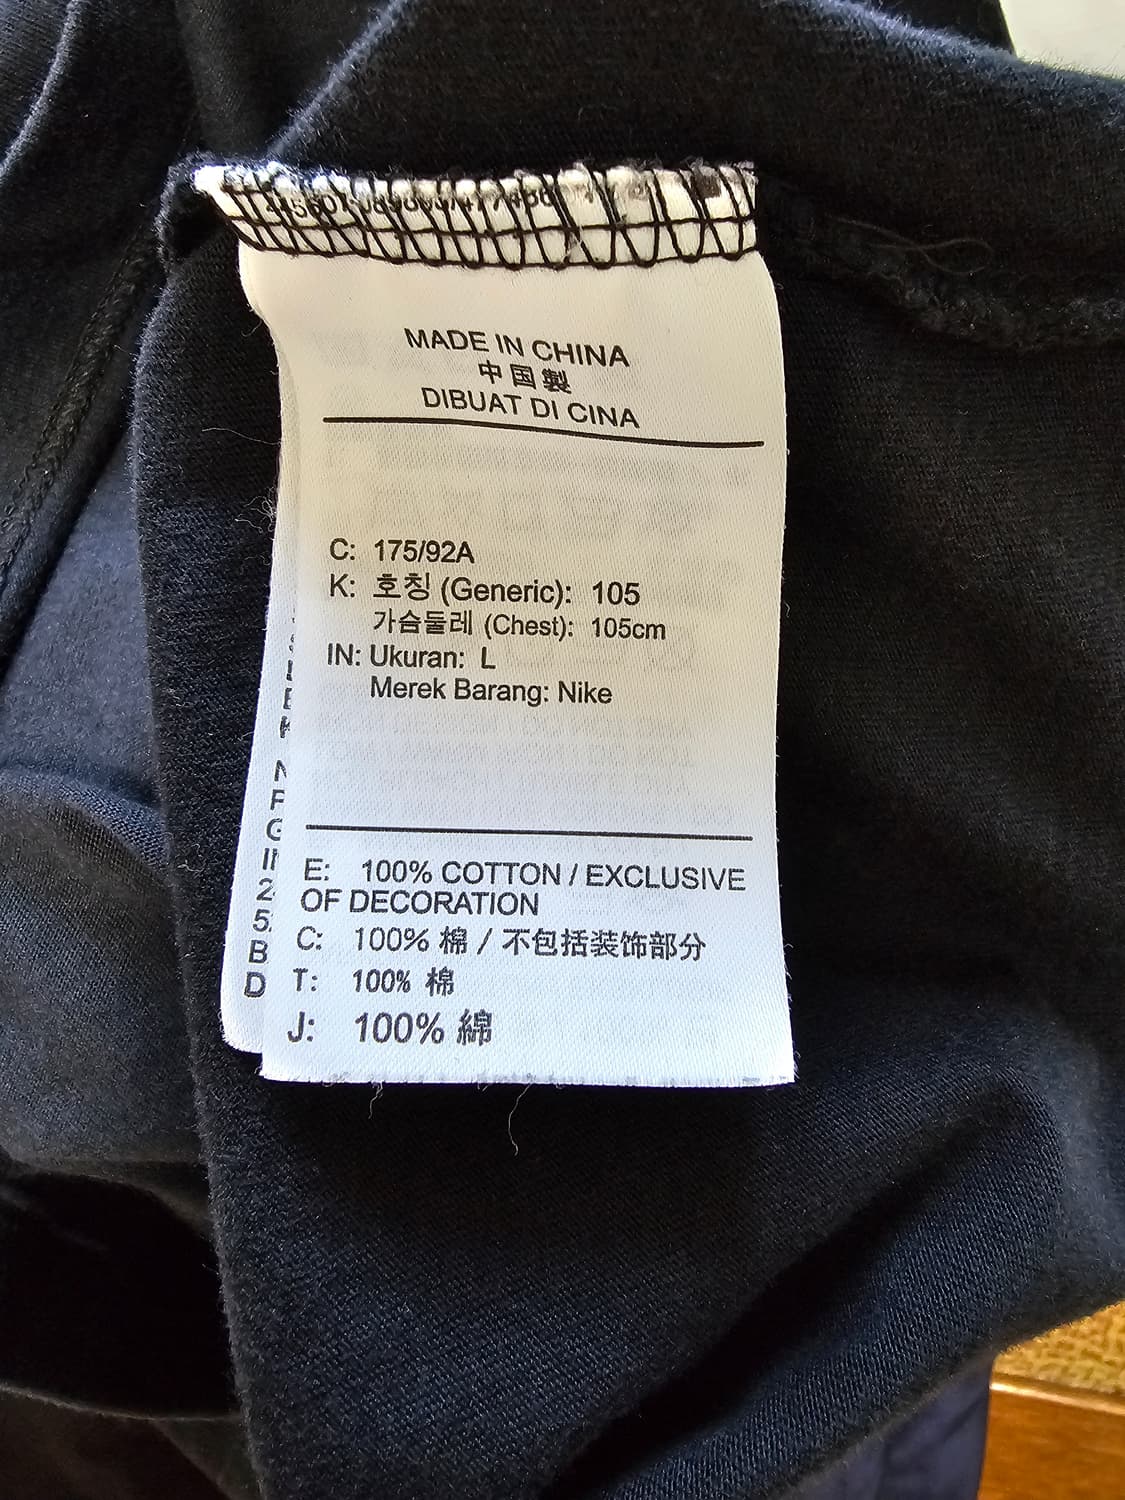 MADE IN CHINA
中国製
DIBUAT DI CINA
C: 175/92A
K: 호칭 (Generic): 105
가슴둘레 (Chest): 105cm
IN: Ukuran: L
Merek Barang: Nike
E: 100% COTTON / EXCLUSIVE
OF DECORATION
C: 100% 棉 / 不包括装饰部分
T: 100% 棉
J: 100% 綿